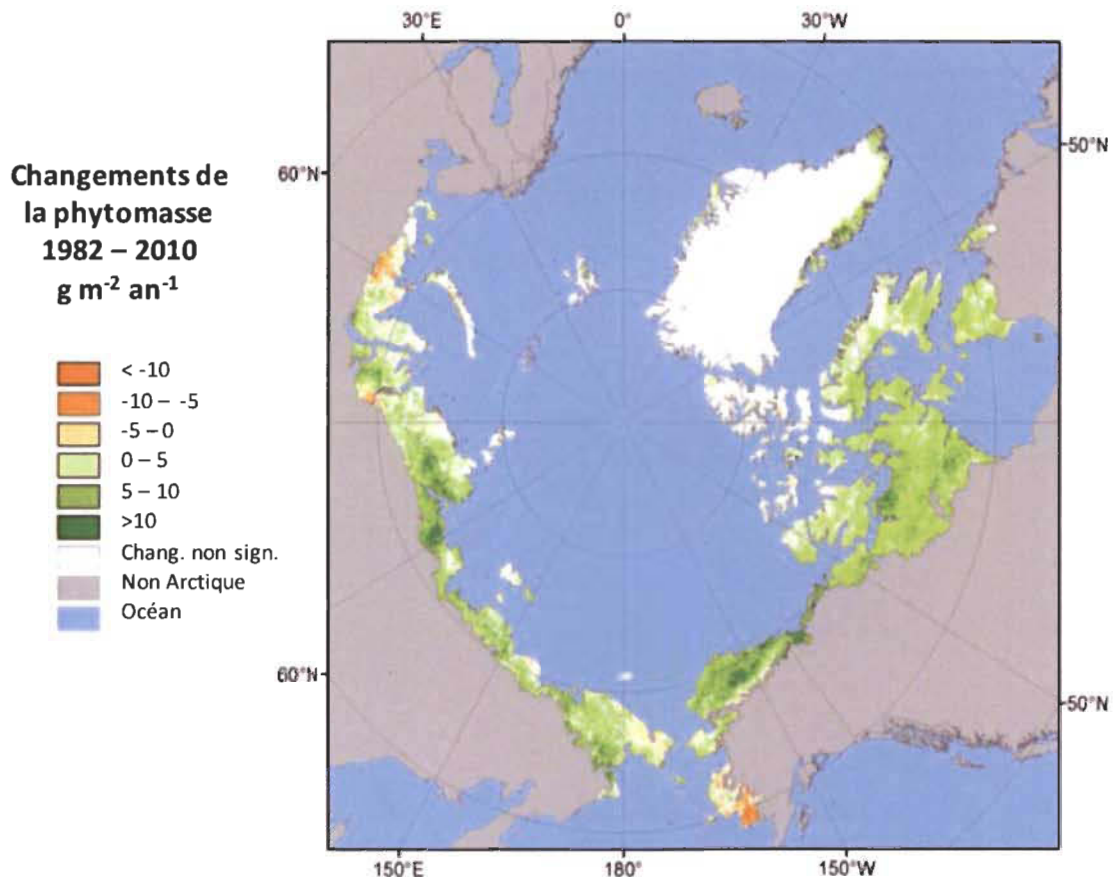 30°E 0° 30°W
50°N
60°N
Changements de
la phytomasse
1982 – 2010
g m⁻² an⁻¹
< -10
-10 – -5
-5 – 0
0 – 5
5 – 10
>10
Chang. non sign.
Non Arctique
Océan
60°N
50°N
150°E 180° 150°W